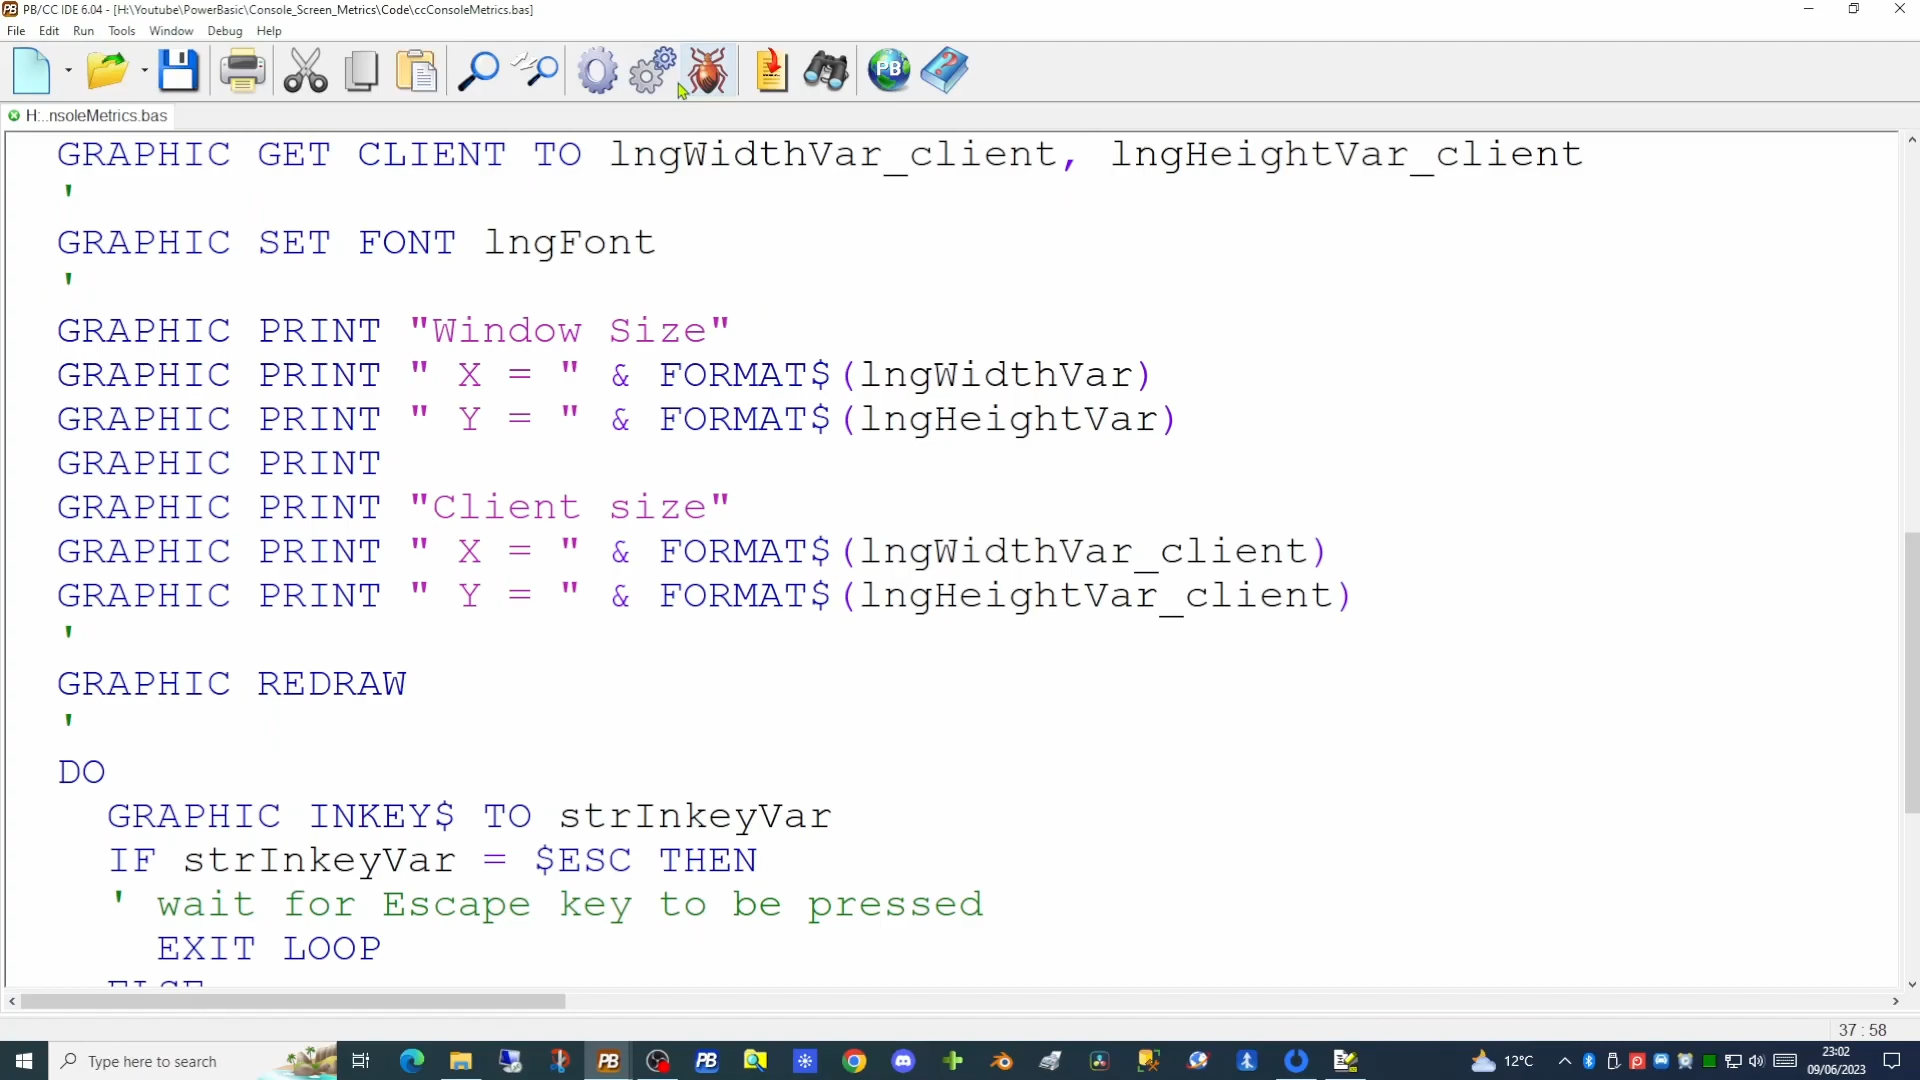 PB/CC IDE 6.04 - [H:\Youtube\PowerBasic\Console_Screen_Metrics\Code\ccConsoleMetrics.bas]
File Edit Run Tools Window Debug Help
PB
H:..nsoleMetrics.bas
GRAPHIC GET CLIENT TO lngWidthVar_client, lngHeightVar_client
'
GRAPHIC SET FONT lngFont
'
GRAPHIC PRINT "Window Size"
GRAPHIC PRINT " X = " & FORMAT$(lngWidthVar)
GRAPHIC PRINT " Y = " & FORMAT$(lngHeightVar)
GRAPHIC PRINT
GRAPHIC PRINT "Client size"
GRAPHIC PRINT " X = " & FORMAT$(lngWidthVar_client)
GRAPHIC PRINT " Y = " & FORMAT$(lngHeightVar_client)
'
GRAPHIC REDRAW
'
DO
GRAPHIC INKEY$ TO strInkeyVar
IF strInkeyVar = $ESC THEN
' wait for Escape key to be pressed
EXIT LOOP
ELSE
37 : 58
Type here to search
PB
PB
12°C
23:02
09/06/2023